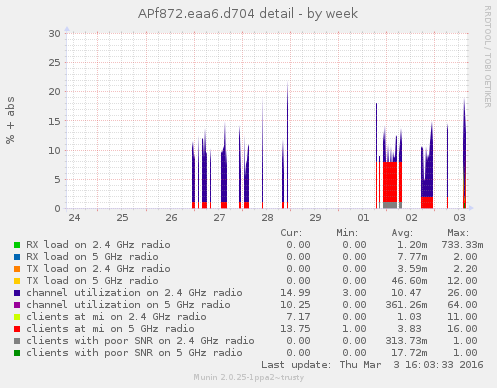 APf872.eaa6.d704 detail - by week
RRDTOOL / TOBI OETIKER
% + abs
30
25
20
15
10
5
0
24 25 26 27 28 29 01 02 03
Cur: Min: Avg: Max:
RX load on 2.4 GHz radio 0.00 0.00 1.20m 733.33m
RX load on 5 GHz radio 0.00 0.00 7.77m 2.00
TX load on 2.4 GHz radio 0.00 0.00 3.59m 2.20
TX load on 5 GHz radio 0.00 0.00 46.60m 12.00
channel utilization on 2.4 GHz radio 14.99 3.00 10.47 26.00
channel utilization on 5 GHz radio 10.25 0.00 361.26m 64.00
clients at mi on 2.4 GHz radio 7.17 0.00 1.03 11.00
clients at mi on 5 GHz radio 13.75 1.00 3.83 16.00
clients with poor SNR on 2.4 GHz radio 0.00 0.00 313.73m 1.00
clients with poor SNR on 5 GHz radio 0.00 0.00 17.72m 1.00
Last update: Thu Mar 3 16:03:33 2016
Munin 2.0.25-1ppa2~trusty